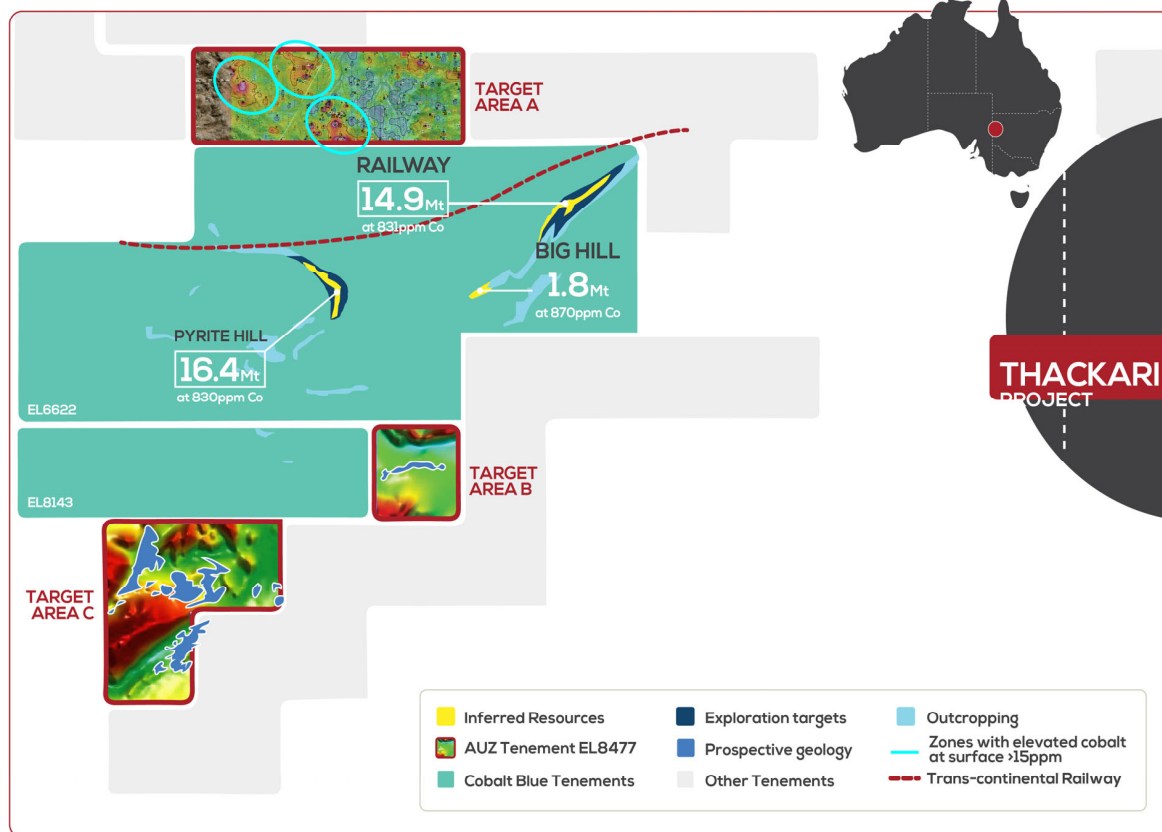 TARGET
AREA A
RAILWAY
14.9Mt
at 831ppm Co
BIG HILL
1.8Mt
at 870ppm Co
PYRITE HILL
16.4Mt
at 830ppm Co
EL6622
THACKARI
PROJECT
TARGET
AREA B
EL8143
TARGET
AREA C
Inferred Resources
AUZ Tenement EL8477
Cobalt Blue Tenements
Exploration targets
Prospective geology
Other Tenements
Outcropping
Zones with elevated cobalt
at surface >15ppm
Trans-continental Railway